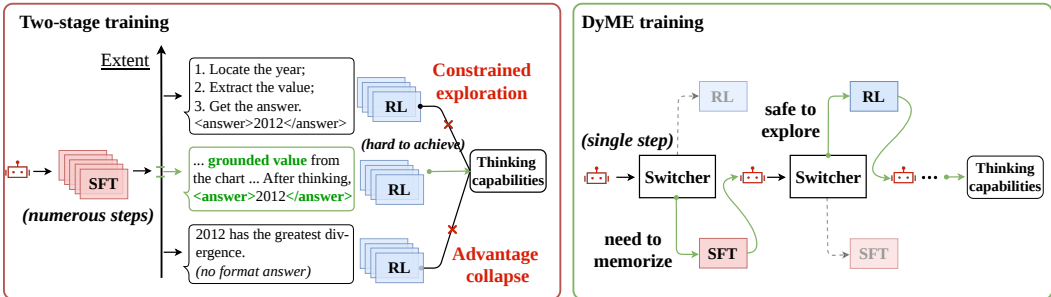 Two-stage training
Extent
1. Locate the year;
2. Extract the value;
3. Get the answer.
<answer>2012</answer>
RL
Constrained
exploration
(hard to achieve)
SFT
(numerous steps)
... grounded value from
the chart ... After thinking,
<answer>2012</answer>
RL
Thinking
capabilities
2012 has the greatest div-
ergence.
(no format answer)
RL
Advantage
collapse
DyME training
(single step)
RL
Switcher
need to
memorize
SFT
safe to
explore
RL
Switcher
SFT
...
Thinking
capabilities